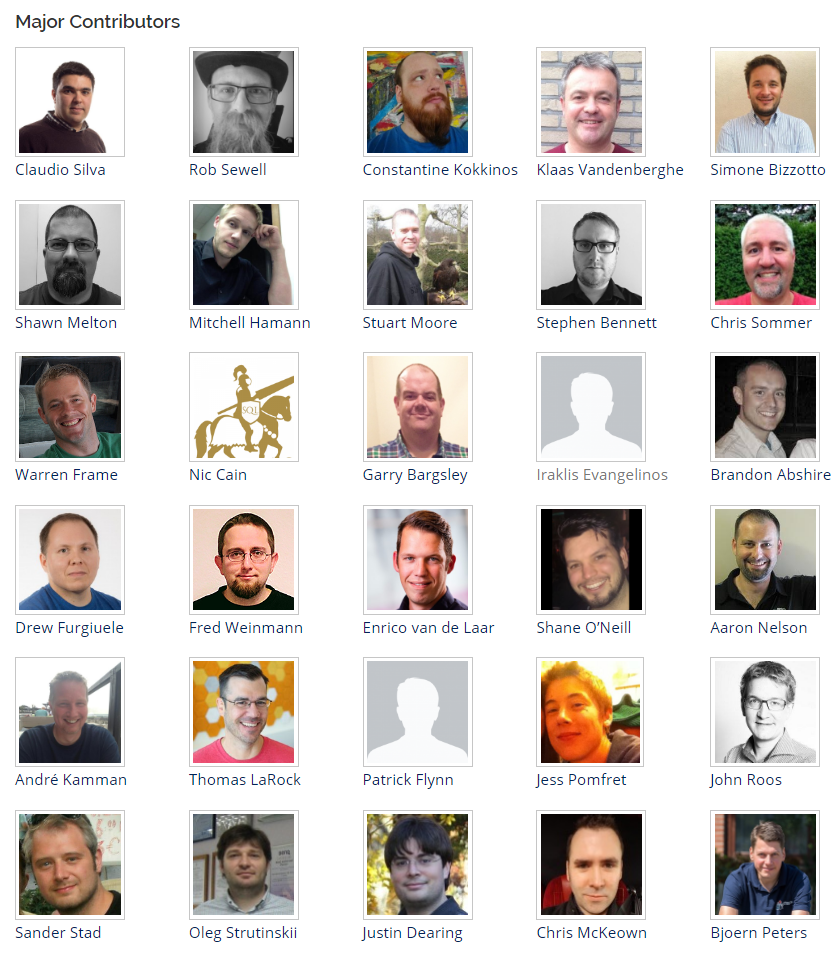 Major Contributors
Claudio Silva
Rob Sewell
Constantine Kokkinos
Klaas Vandenberghe
Simone Bizzotto
Shawn Melton
Mitchell Hamann
Stuart Moore
Stephen Bennett
Chris Sommer
SQL
Warren Frame
Nic Cain
Garry Bargsley
Iraklis Evangelinos
Brandon Abshire
Drew Furgiuele
Fred Weinmann
Enrico van de Laar
Shane O’Neill
Aaron Nelson
André Kamman
Thomas LaRock
Patrick Flynn
Jess Pomfret
John Roos
Sander Stad
Oleg Strutinskii
Justin Dearing
Chris McKeown
Bjoern Peters